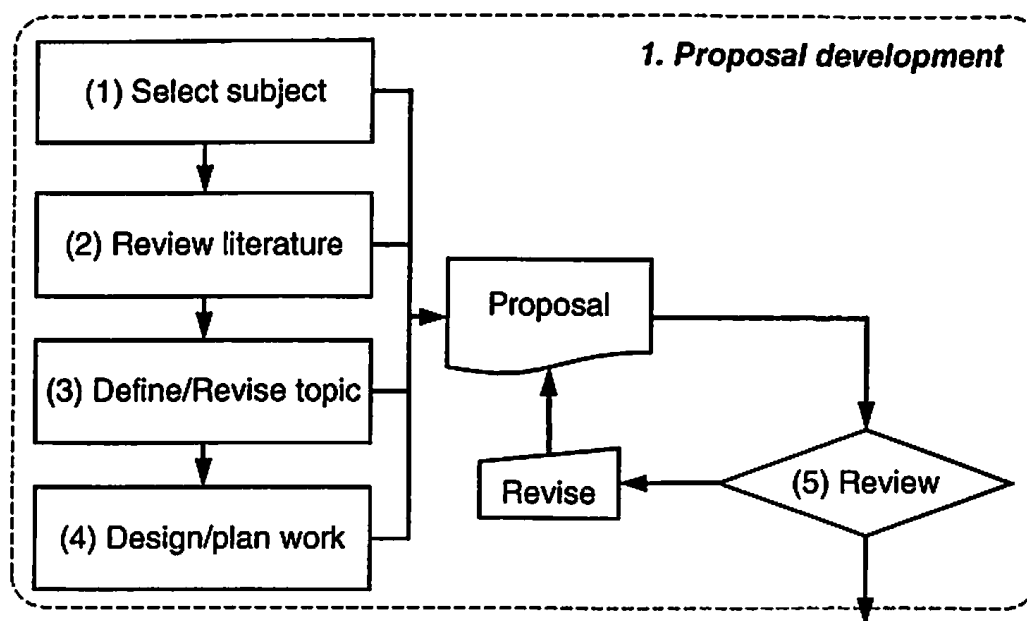 1. Proposal development
(1) Select subject
(2) Review literature
(3) Define/Revise topic
(4) Design/plan work
Proposal
Revise
(5) Review